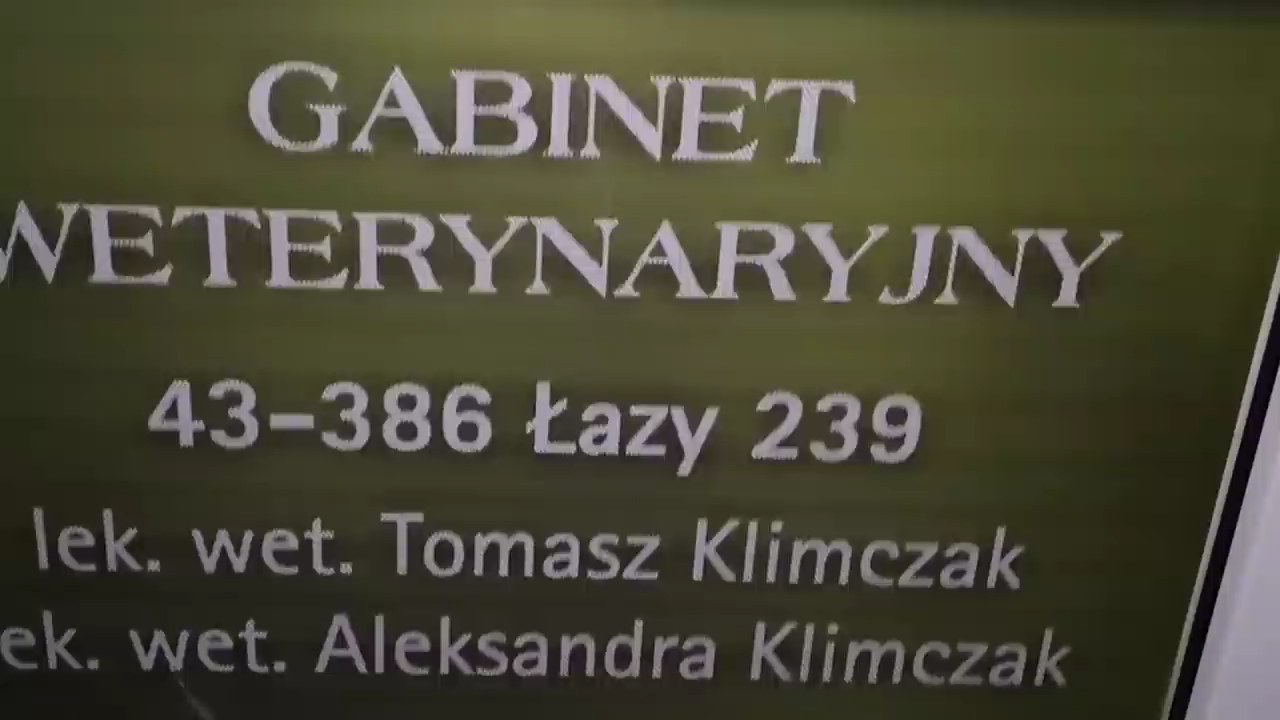 GABINET
WETERYNARYJNY
43-386 Łazy 239
lek. wet. Tomasz Klimczak
ek. wet. Aleksandra Klimczak